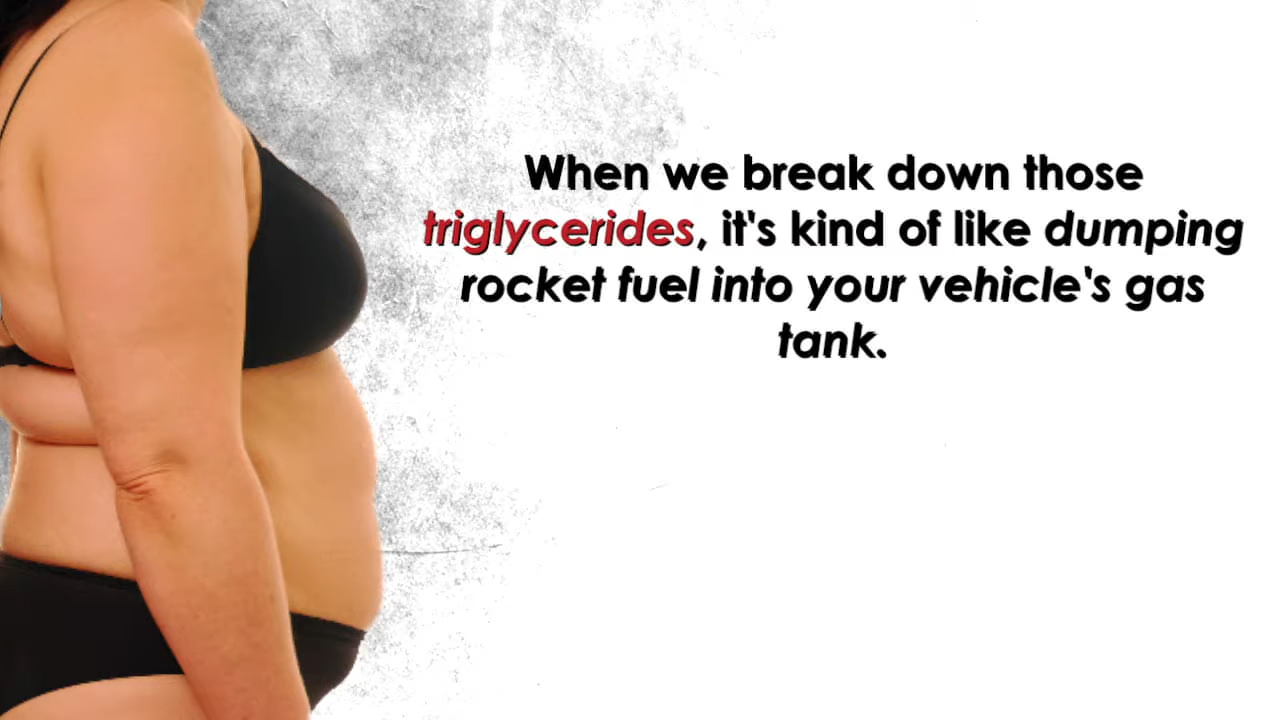 When we break down those
triglycerides, it's kind of like dumping
rocket fuel into your vehicle's gas
tank.